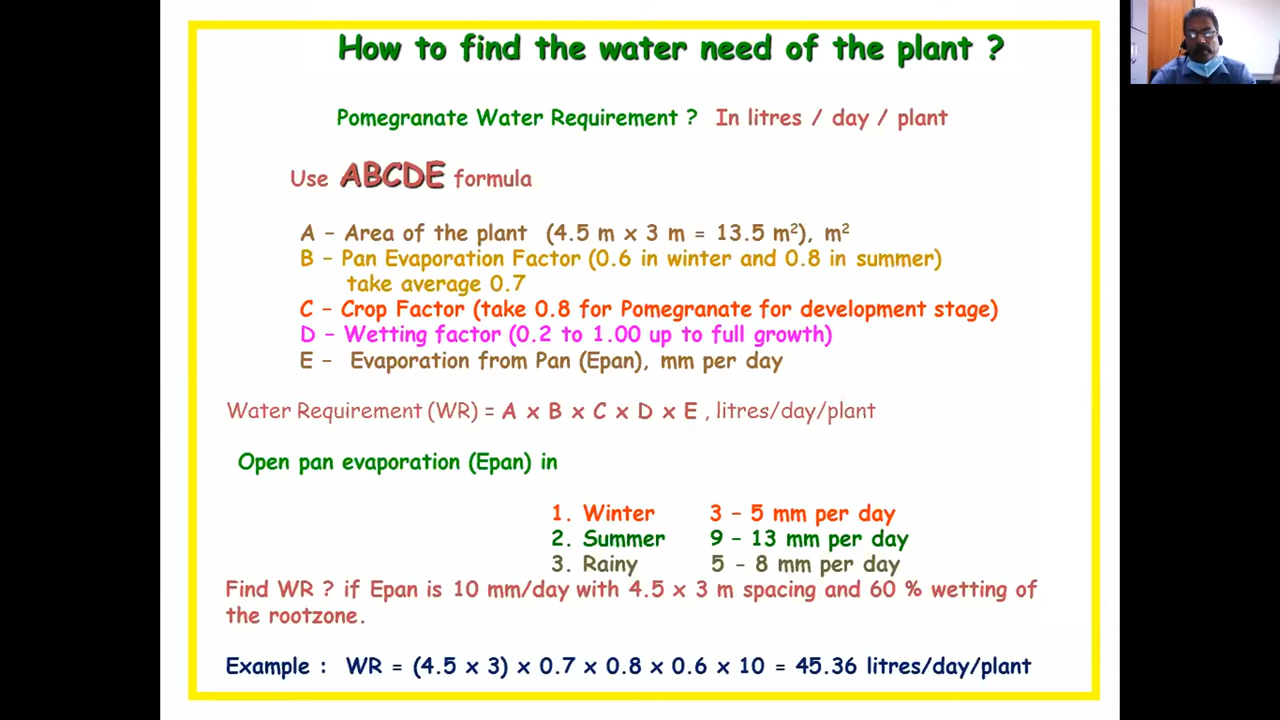 How to find the water need of the plant ?
Pomegranate Water Requirement ? In litres / day / plant
Use ABCDE formula
A – Area of the plant (4.5 m x 3 m = 13.5 m²), m²
B – Pan Evaporation Factor (0.6 in winter and 0.8 in summer)
take average 0.7
C – Crop Factor (take 0.8 for Pomegranate for development stage)
D – Wetting factor (0.2 to 1.00 up to full growth)
E – Evaporation from Pan (Epan), mm per day
Water Requirement (WR) = A x B x C x D x E , litres/day/plant
Open pan evaporation (Epan) in
1. Winter 3 – 5 mm per day
2. Summer 9 – 13 mm per day
3. Rainy 5 – 8 mm per day
Find WR ? if Epan is 10 mm/day with 4.5 x 3 m spacing and 60 % wetting of
the rootzone.
Example : WR = (4.5 x 3) x 0.7 x 0.8 x 0.6 x 10 = 45.36 litres/day/plant